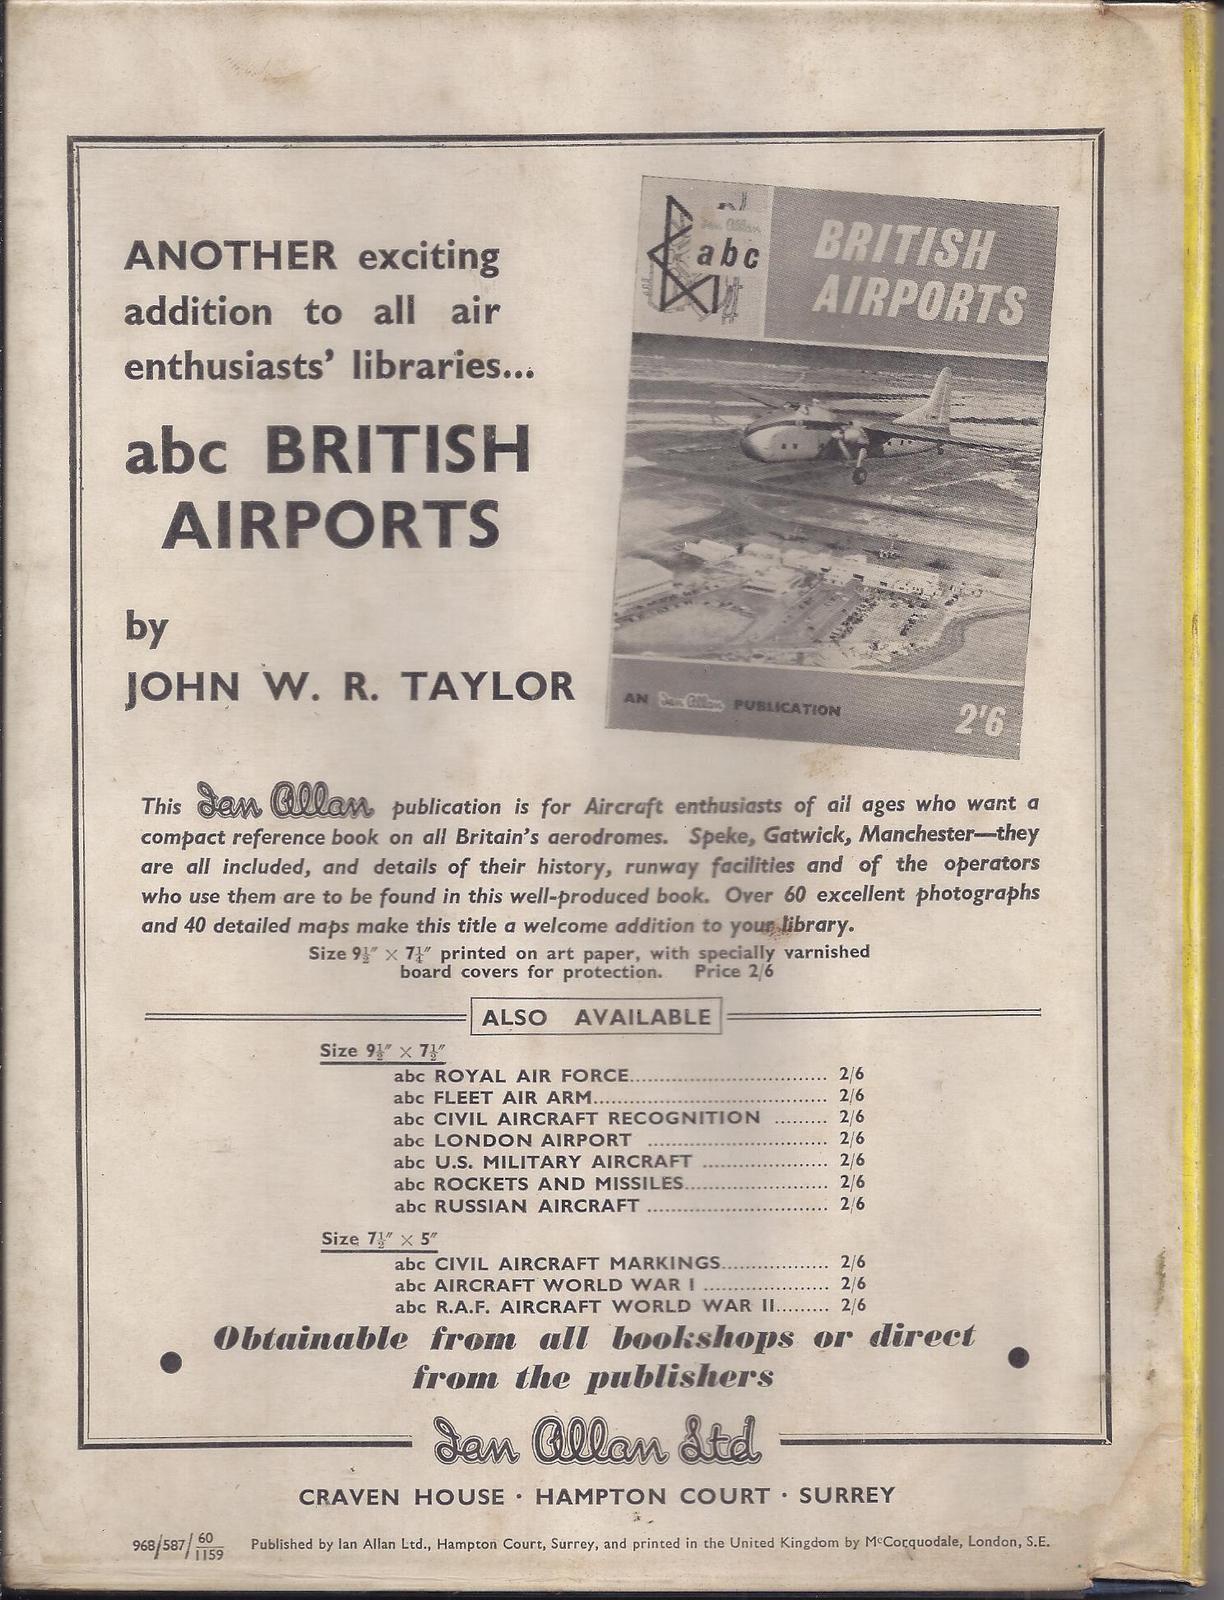 ANOTHER exciting
addition to all air
enthusiasts' libraries...
abc BRITISH
AIRPORTS
by
JOHN W. R. TAYLOR
Ian Allan
abc
BRITISH
AIRPORTS
AN Ian Allan PUBLICATION
2'6
This Ian Allan publication is for Aircraft enthusiasts of all ages who want a
compact reference book on all Britain's aerodromes. Speke, Gatwick, Manchester—they
are all included, and details of their history, runway facilities and of the operators
who use them are to be found in this well-produced book. Over 60 excellent photographs
and 40 detailed maps make this title a welcome addition to your library.
Size 9½" × 7¼" printed on art paper, with specially varnished
board covers for protection. Price 2/6
ALSO AVAILABLE
Size 9½" × 7½"
abc ROYAL AIR FORCE.................................. 2/6
abc FLEET AIR ARM........................................ 2/6
abc CIVIL AIRCRAFT RECOGNITION ......... 2/6
abc LONDON AIRPORT ............................... 2/6
abc U.S. MILITARY AIRCRAFT ...................... 2/6
abc ROCKETS AND MISSILES......................... 2/6
abc RUSSIAN AIRCRAFT ............................... 2/6
Size 7½" × 5"
abc CIVIL AIRCRAFT MARKINGS................... 2/6
abc AIRCRAFT WORLD WAR I ...................... 2/6
abc R.A.F. AIRCRAFT WORLD WAR II......... 2/6
Obtainable from all bookshops or direct
from the publishers
Ian Allan Ltd
CRAVEN HOUSE · HAMPTON COURT · SURREY
968/587/60/1159 Published by Ian Allan Ltd., Hampton Court, Surrey, and printed in the United Kingdom by McCorquodale, London, S.E.